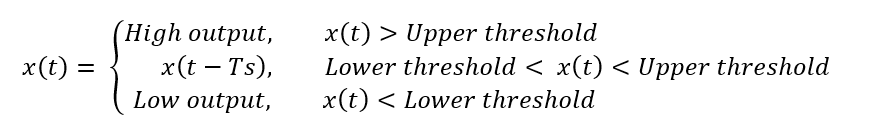 High output, x(t) > Upper threshold
x(t) = { x(t − Ts), Lower threshold < x(t) < Upper threshold
Low output, x(t) < Lower threshold